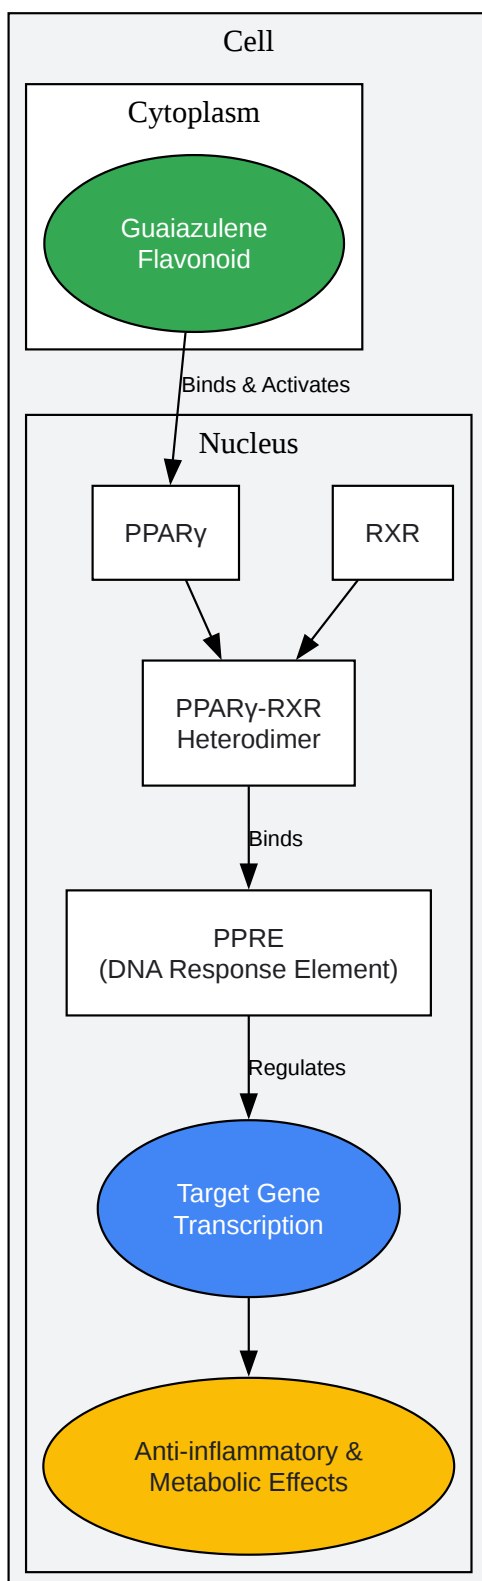 Cell
Cytoplasm
Guaiazulene
Flavonoid
Binds & Activates
Nucleus
PPARγ
RXR
PPARγ-RXR
Heterodimer
Binds
PPRE
(DNA Response Element)
Regulates
Target Gene
Transcription
Anti-inflammatory &
Metabolic Effects